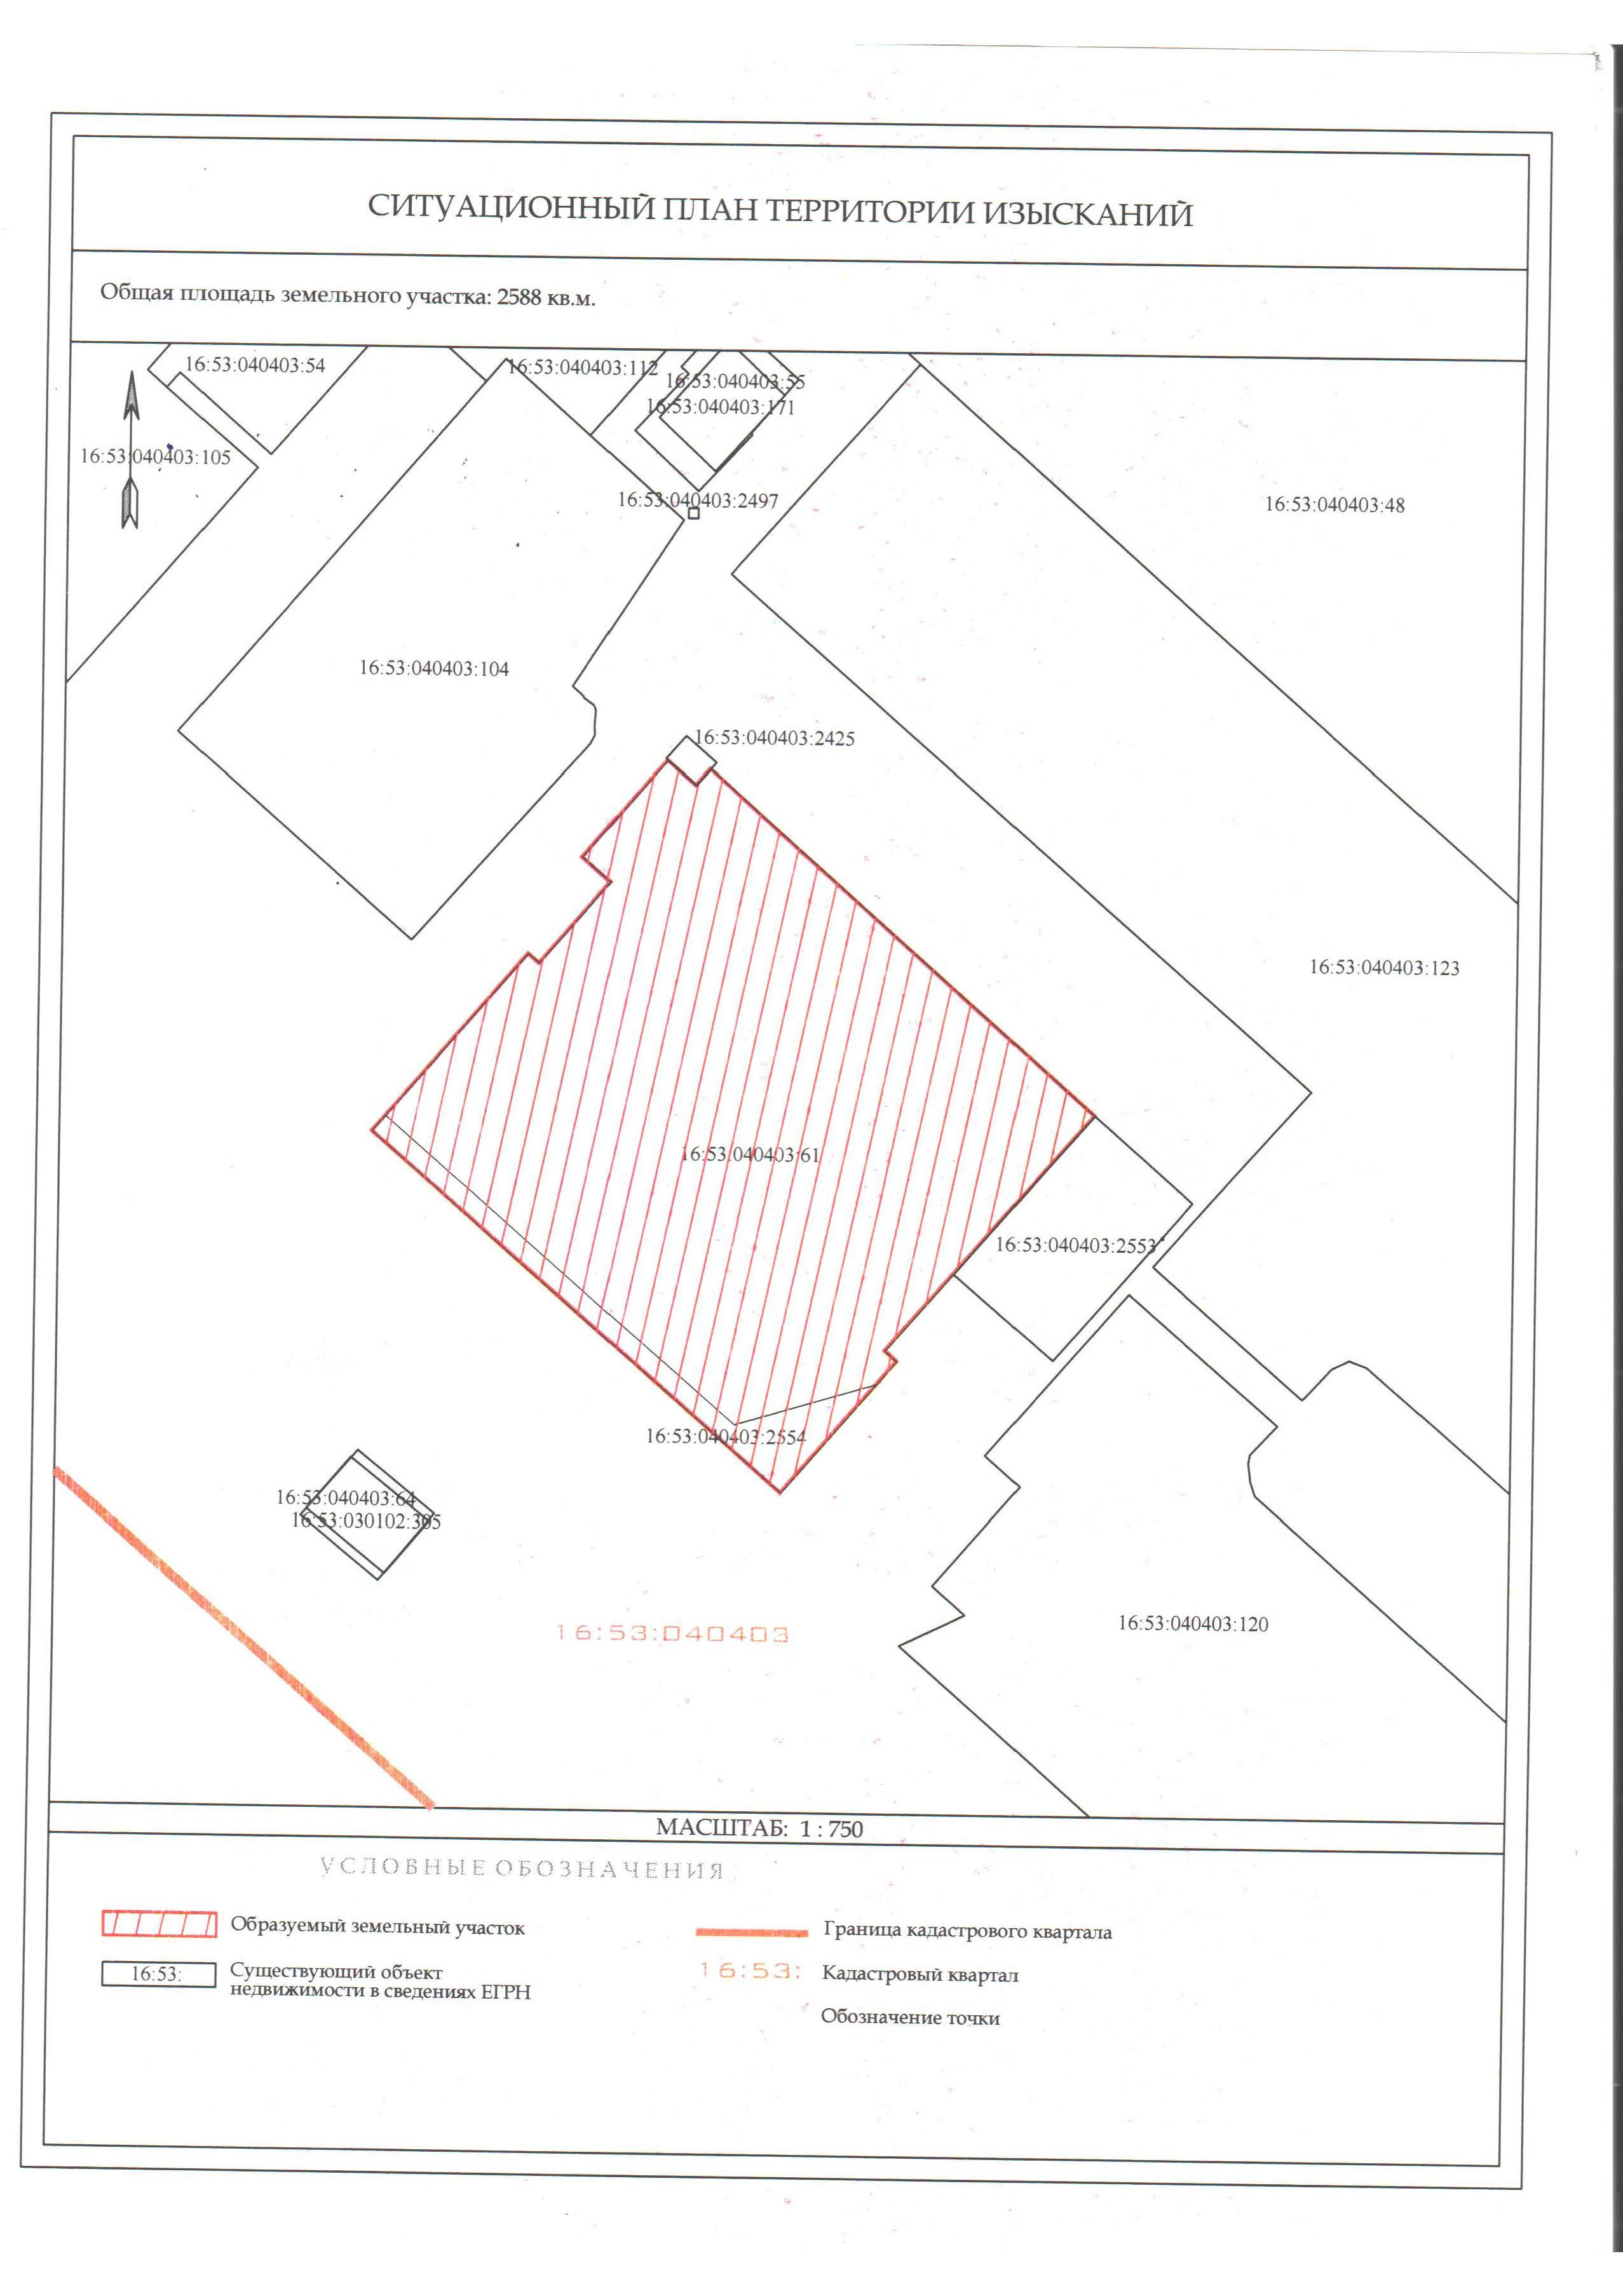 СИТУАЦИОННЫЙ ПЛАН ТЕРРИТОРИИ ИЗЫСКАНИЙ
Общая площадь земельного участка: 2588 кв.м.
16:53:040403:54
16:53:040403:112
16:53:040403:55
16:53:040403:171
16:53:040403:105
16:53:040403:2497
16:53:040403:48
16:53:040403:104
16:53:040403:2425
16:53:040403:123
16:53:040403:61
16:53:040403:2553
16:53:040403:2554
16:53:040403:64
16:53:030102:305
16:53:040403
16:53:040403:120
МАСШТАБ: 1 : 750
УСЛОВНЫЕ ОБОЗНАЧЕНИЯ
Образуемый земельный участок
Граница кадастрового квартала
16:53:
Существующий объект
недвижимости в сведениях ЕГРН
16:53:
Кадастровый квартал
Обозначение точки